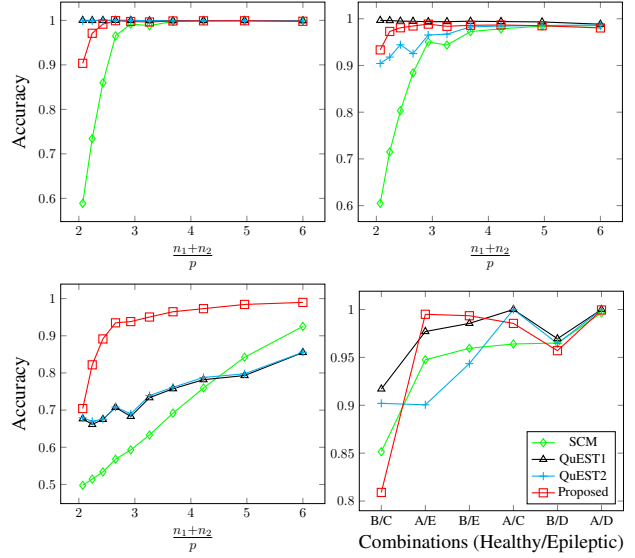 1
0.9
0.8
0.7
0.6
Accuracy
2 3 4 5 6
n1+n2
p
1
0.9
0.8
0.7
0.6
2 3 4 5 6
n1+n2
p
1
0.9
0.8
0.7
0.6
0.5
Accuracy
2 3 4 5 6
n1+n2
p
1
0.95
0.9
0.85
0.8
SCM
QuEST1
QuEST2
Proposed
B/C A/E B/E A/C B/D A/D
Combinations (Healthy/Epileptic)